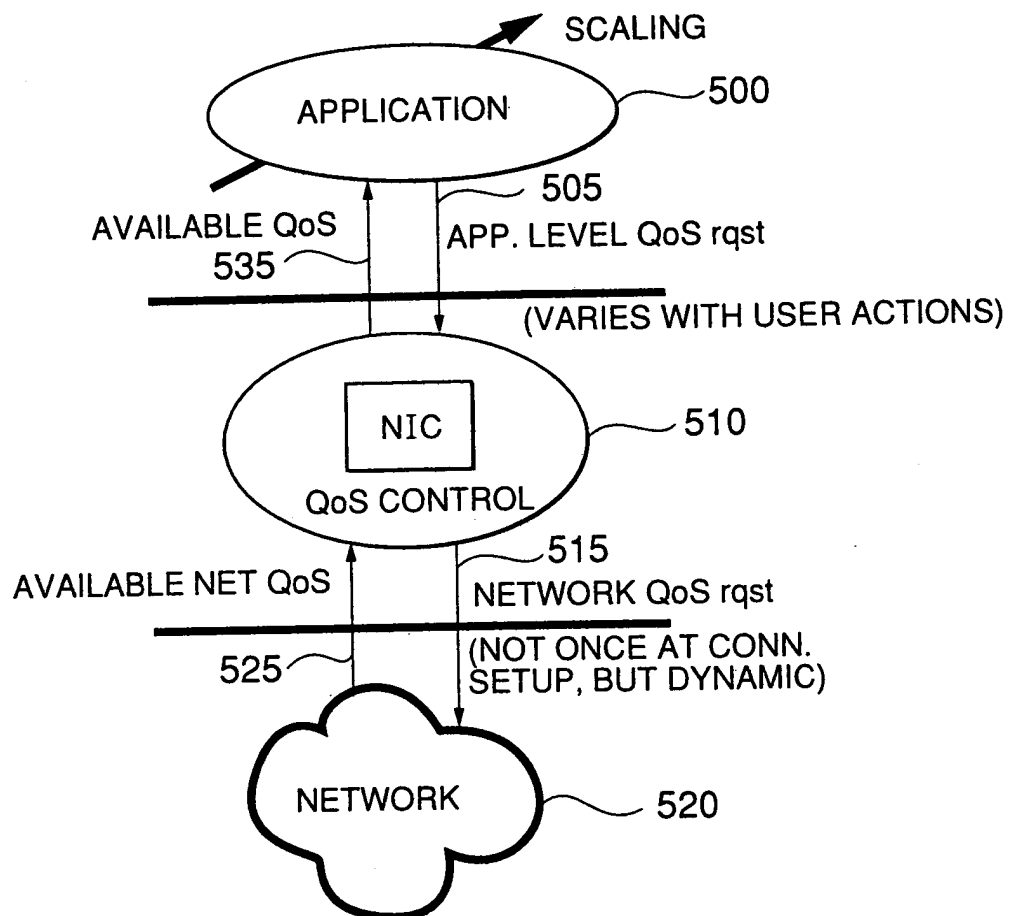 SCALING
APPLICATION
500
505
AVAILABLE QoS
535
APP. LEVEL QoS rqst
(VARIES WITH USER ACTIONS)
NIC
510
QoS CONTROL
515
AVAILABLE NET QoS
NETWORK QoS rqst
525
(NOT ONCE AT CONN.
SETUP, BUT DYNAMIC)
NETWORK
520